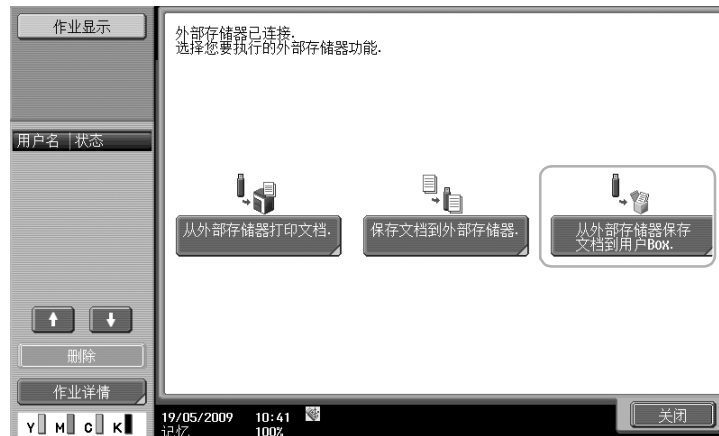 作业显示
外部存储器已连接.
选择您要执行的外部存储器功能.
用户名 状态
从外部存储器打印文档.
保存文档到外部存储器.
从外部存储器保存
文档到用户Box.
删除
作业详情
关闭
Y M C K
19/05/2009 10:41
记忆 100%